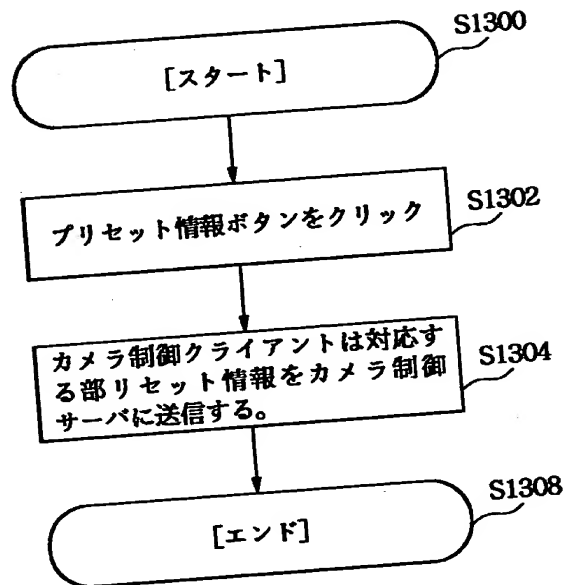 S1300
[スタート]
S1302
プリセット情報ボタンをクリック
S1304
カメラ制御クライアントは対応す
る部リセット情報をカメラ制御
サーバに送信する。
S1308
[エンド]